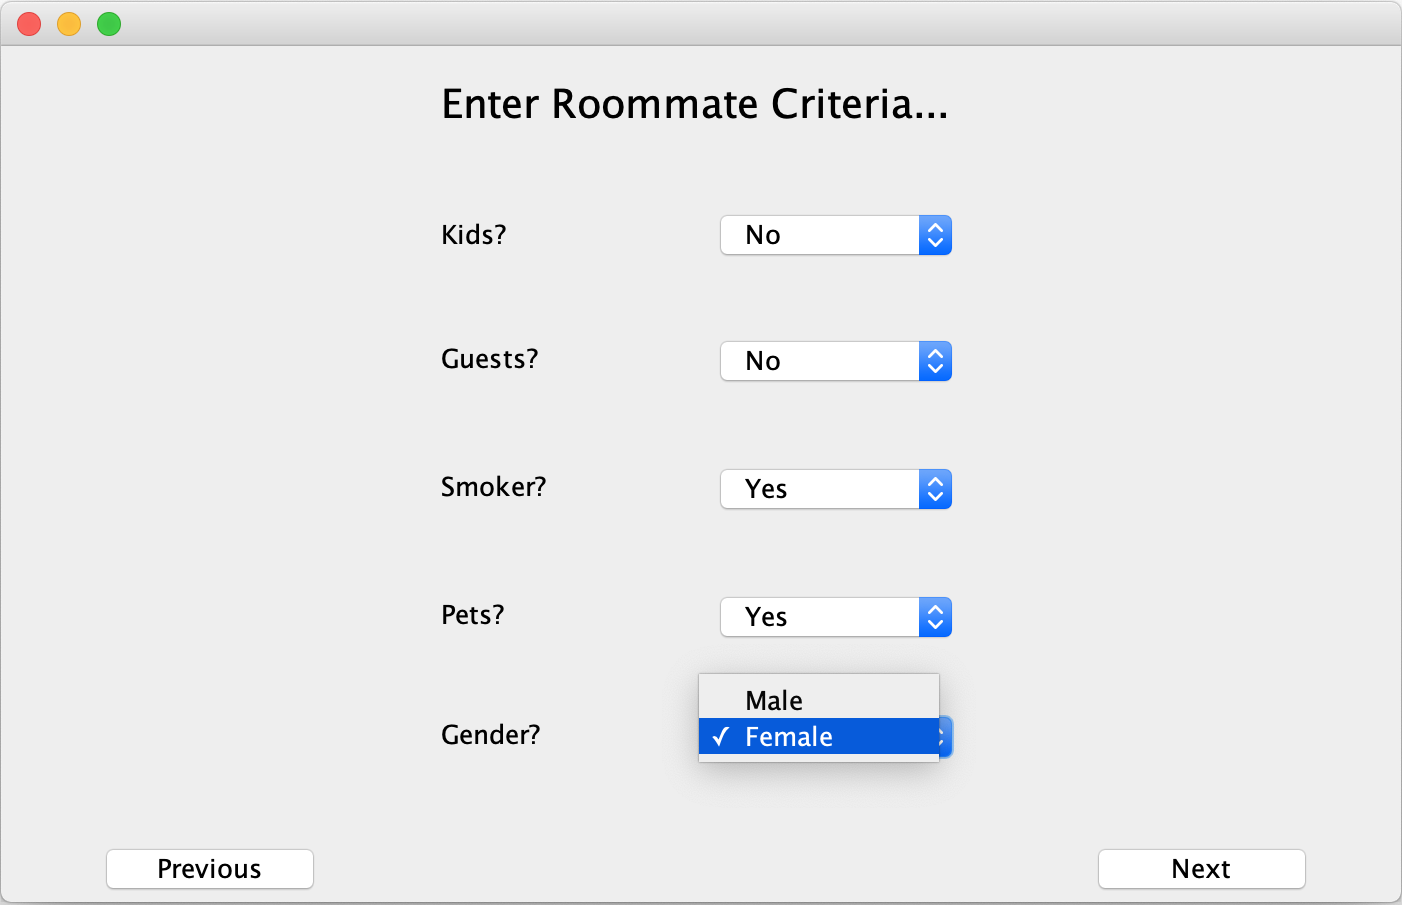 Enter Roommate Criteria...
Kids? No
Guests? No
Smoker? Yes
Pets? Yes
Male
Gender? ✓ Female
Previous Next